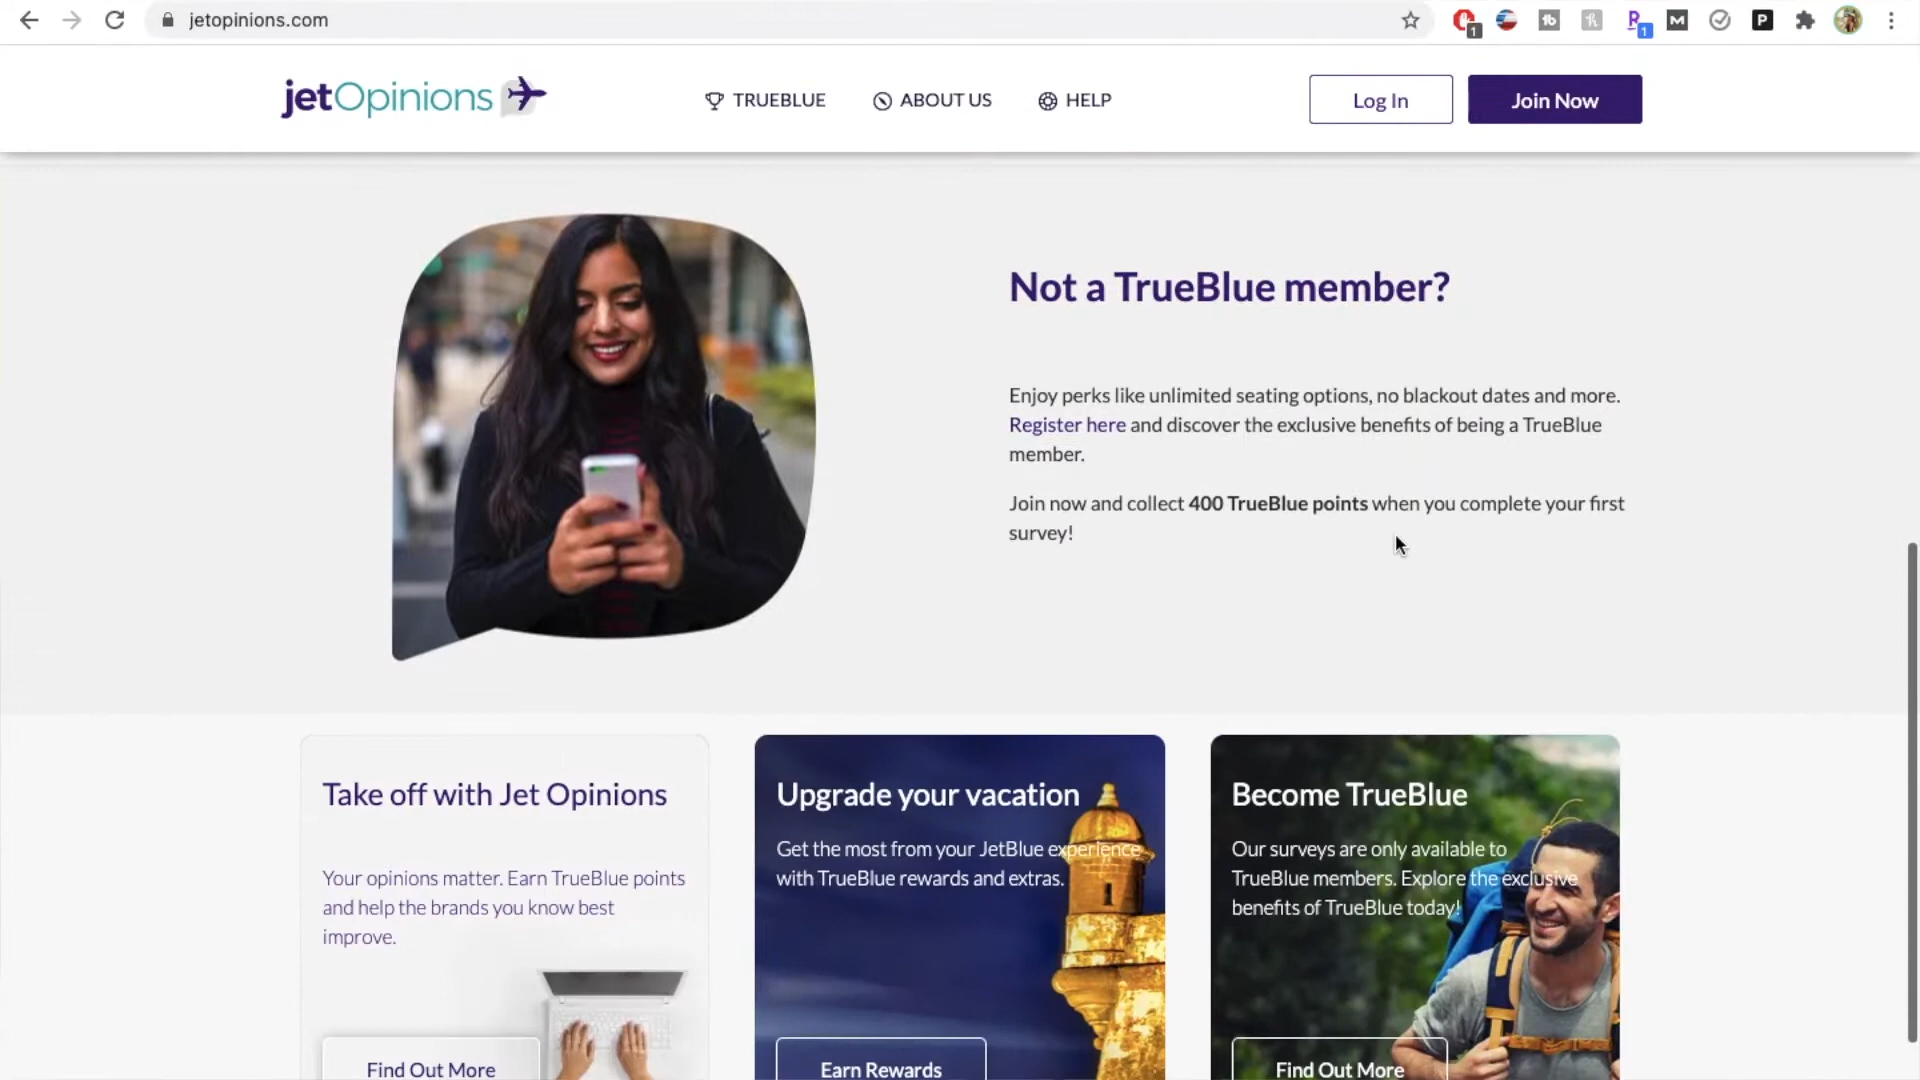 jetopinions.com
1
1
jetOpinions
TRUEBLUE
ABOUT US
HELP
Log In
Join Now
Not a TrueBlue member?
Enjoy perks like unlimited seating options, no blackout dates and more.
Register here and discover the exclusive benefits of being a TrueBlue
member.
Join now and collect 400 TrueBlue points when you complete your first
survey!
Take off with Jet Opinions
Your opinions matter. Earn TrueBlue points
and help the brands you know best
improve.
Find Out More
Upgrade your vacation
Get the most from your JetBlue experience
with TrueBlue rewards and extras.
Earn Rewards
Become TrueBlue
Our surveys are only available to
TrueBlue members. Explore the exclusive
benefits of TrueBlue today!
Find Out More